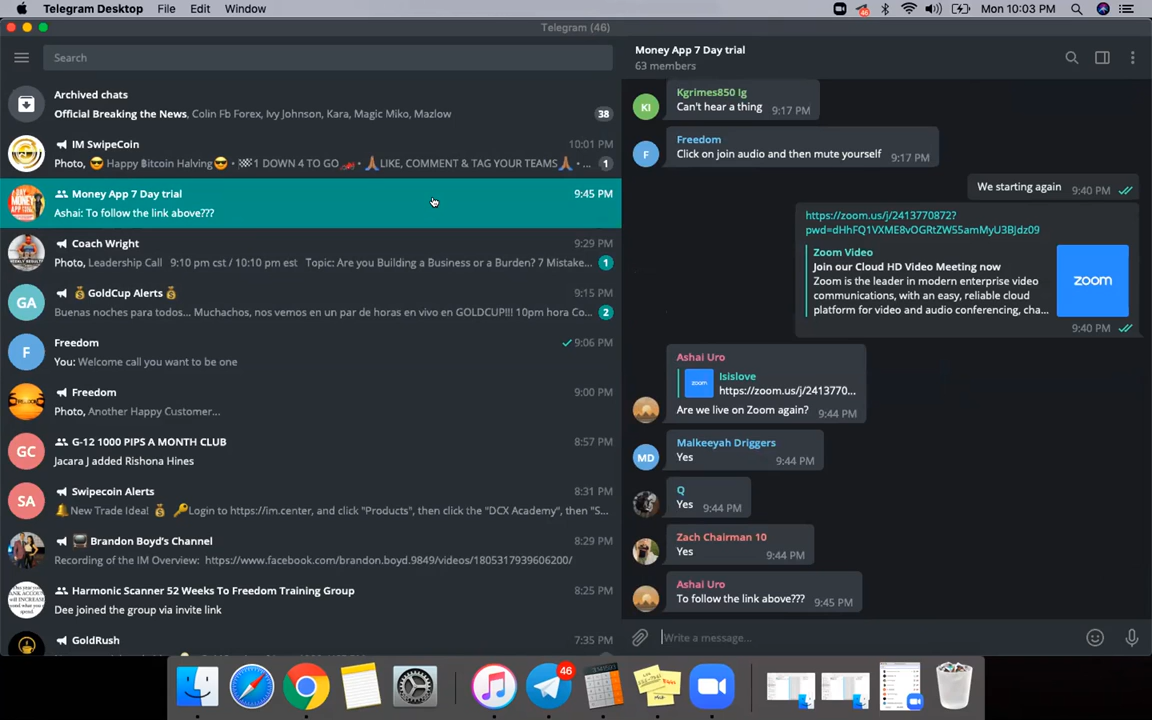 Telegram Desktop File Edit Window
46
Mon 10:03 PM
Telegram (46)
Search
Archived chats
Official Breaking the News, Colin Fb Forex, Ivy Johnson, Kara, Magic Miko, Mazlow
38
IM SwipeCoin
10:01 PM
Photo, 😎 Happy ₿itcoin Halving😎 • 🏁1 DOWN 4 TO GO🏎️ • 🙏🏽LIKE, COMMENT & TAG YOUR TEAMS🙏🏽 • ...
1
Money App 7 Day trial
9:45 PM
Ashai: To follow the link above???
Coach Wright
9:29 PM
Photo, Leadership Call 9:10 pm cst / 10:10 pm est Topic: Are you Building a Business or a Burden? 7 Mistake...
1
GA
💰GoldCup Alerts💰
9:15 PM
Buenas noches para todos... Muchachos, nos vemos en un par de horas en vivo en GOLDCUP!!! 10pm hora Co...
2
F
Freedom
9:06 PM
You: Welcome call you want to be one
Freedom
9:00 PM
Photo, Another Happy Customer...
GC
G-12 1000 PIPS A MONTH CLUB
8:57 PM
Jacara J added Rishona Hines
SA
Swipecoin Alerts
8:31 PM
🔔New Trade Idea! 💰 🔑Login to https://im.center, and click "Products", then click the "DCX Academy", then "S...
Brandon Boyd's Channel
8:29 PM
Recording of the IM Overview: https://www.facebook.com/brandon.boyd.9849/videos/1805317939606200/
Harmonic Scanner 52 Weeks To Freedom Training Group
8:25 PM
Dee joined the group via invite link
GoldRush
7:35 PM
Money App 7 Day trial
63 members
KI
Kgrimes850 Ig
Can't hear a thing 9:17 PM
F
Freedom
Click on join audio and then mute yourself 9:17 PM
We starting again 9:40 PM
https://zoom.us/j/2413770872?
pwd=dHhFQ1VXME8vOGRtZW55amMyU3BJdz09
Zoom Video
Join our Cloud HD Video Meeting now
Zoom is the leader in modern enterprise video
communications, with an easy, reliable cloud
platform for video and audio conferencing, cha...
zoom
9:40 PM
Ashai Uro
zoom
Isislove
https://zoom.us/j/2413770...
Are we live on Zoom again? 9:44 PM
MD
Malkeeyah Driggers
Yes 9:44 PM
Q
Yes 9:44 PM
Zach Chairman 10
Yes 9:44 PM
Ashai Uro
To follow the link above??? 9:45 PM
Write a message...
46